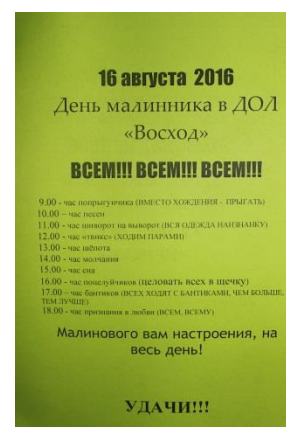 16 августа 2016
День малинника в ДОЛ
«Восход»
ВСЕМ!!! ВСЕМ!!! ВСЕМ!!!
9.00 - час попрыгунчика (ВМЕСТО ХОЖДЕНИЯ - ПРЫГАТЬ)
10.00 – час песен
11.00 - час шиворот на выворот (ВСЯ ОДЕЖДА НАИЗНАНКУ)
12.00 - час «твикс» (ХОДИМ ПАРАМИ)
13.00 - час шёпота
14.00 - час молчания
15.00 - час сна
16.00 - час поцелуйчиков (целовать всех в щечку)
17.00 – час бантиков (ВСЕХ ХОДЯТ С БАНТИКАМИ, ЧЕМ БОЛЬШЕ,
ТЕМ ЛУЧШЕ)
18.00 - час признания в любви (ВСЕМ, ВСЕМУ)
Малинового вам настроения, на
весь день!
УДАЧИ!!!